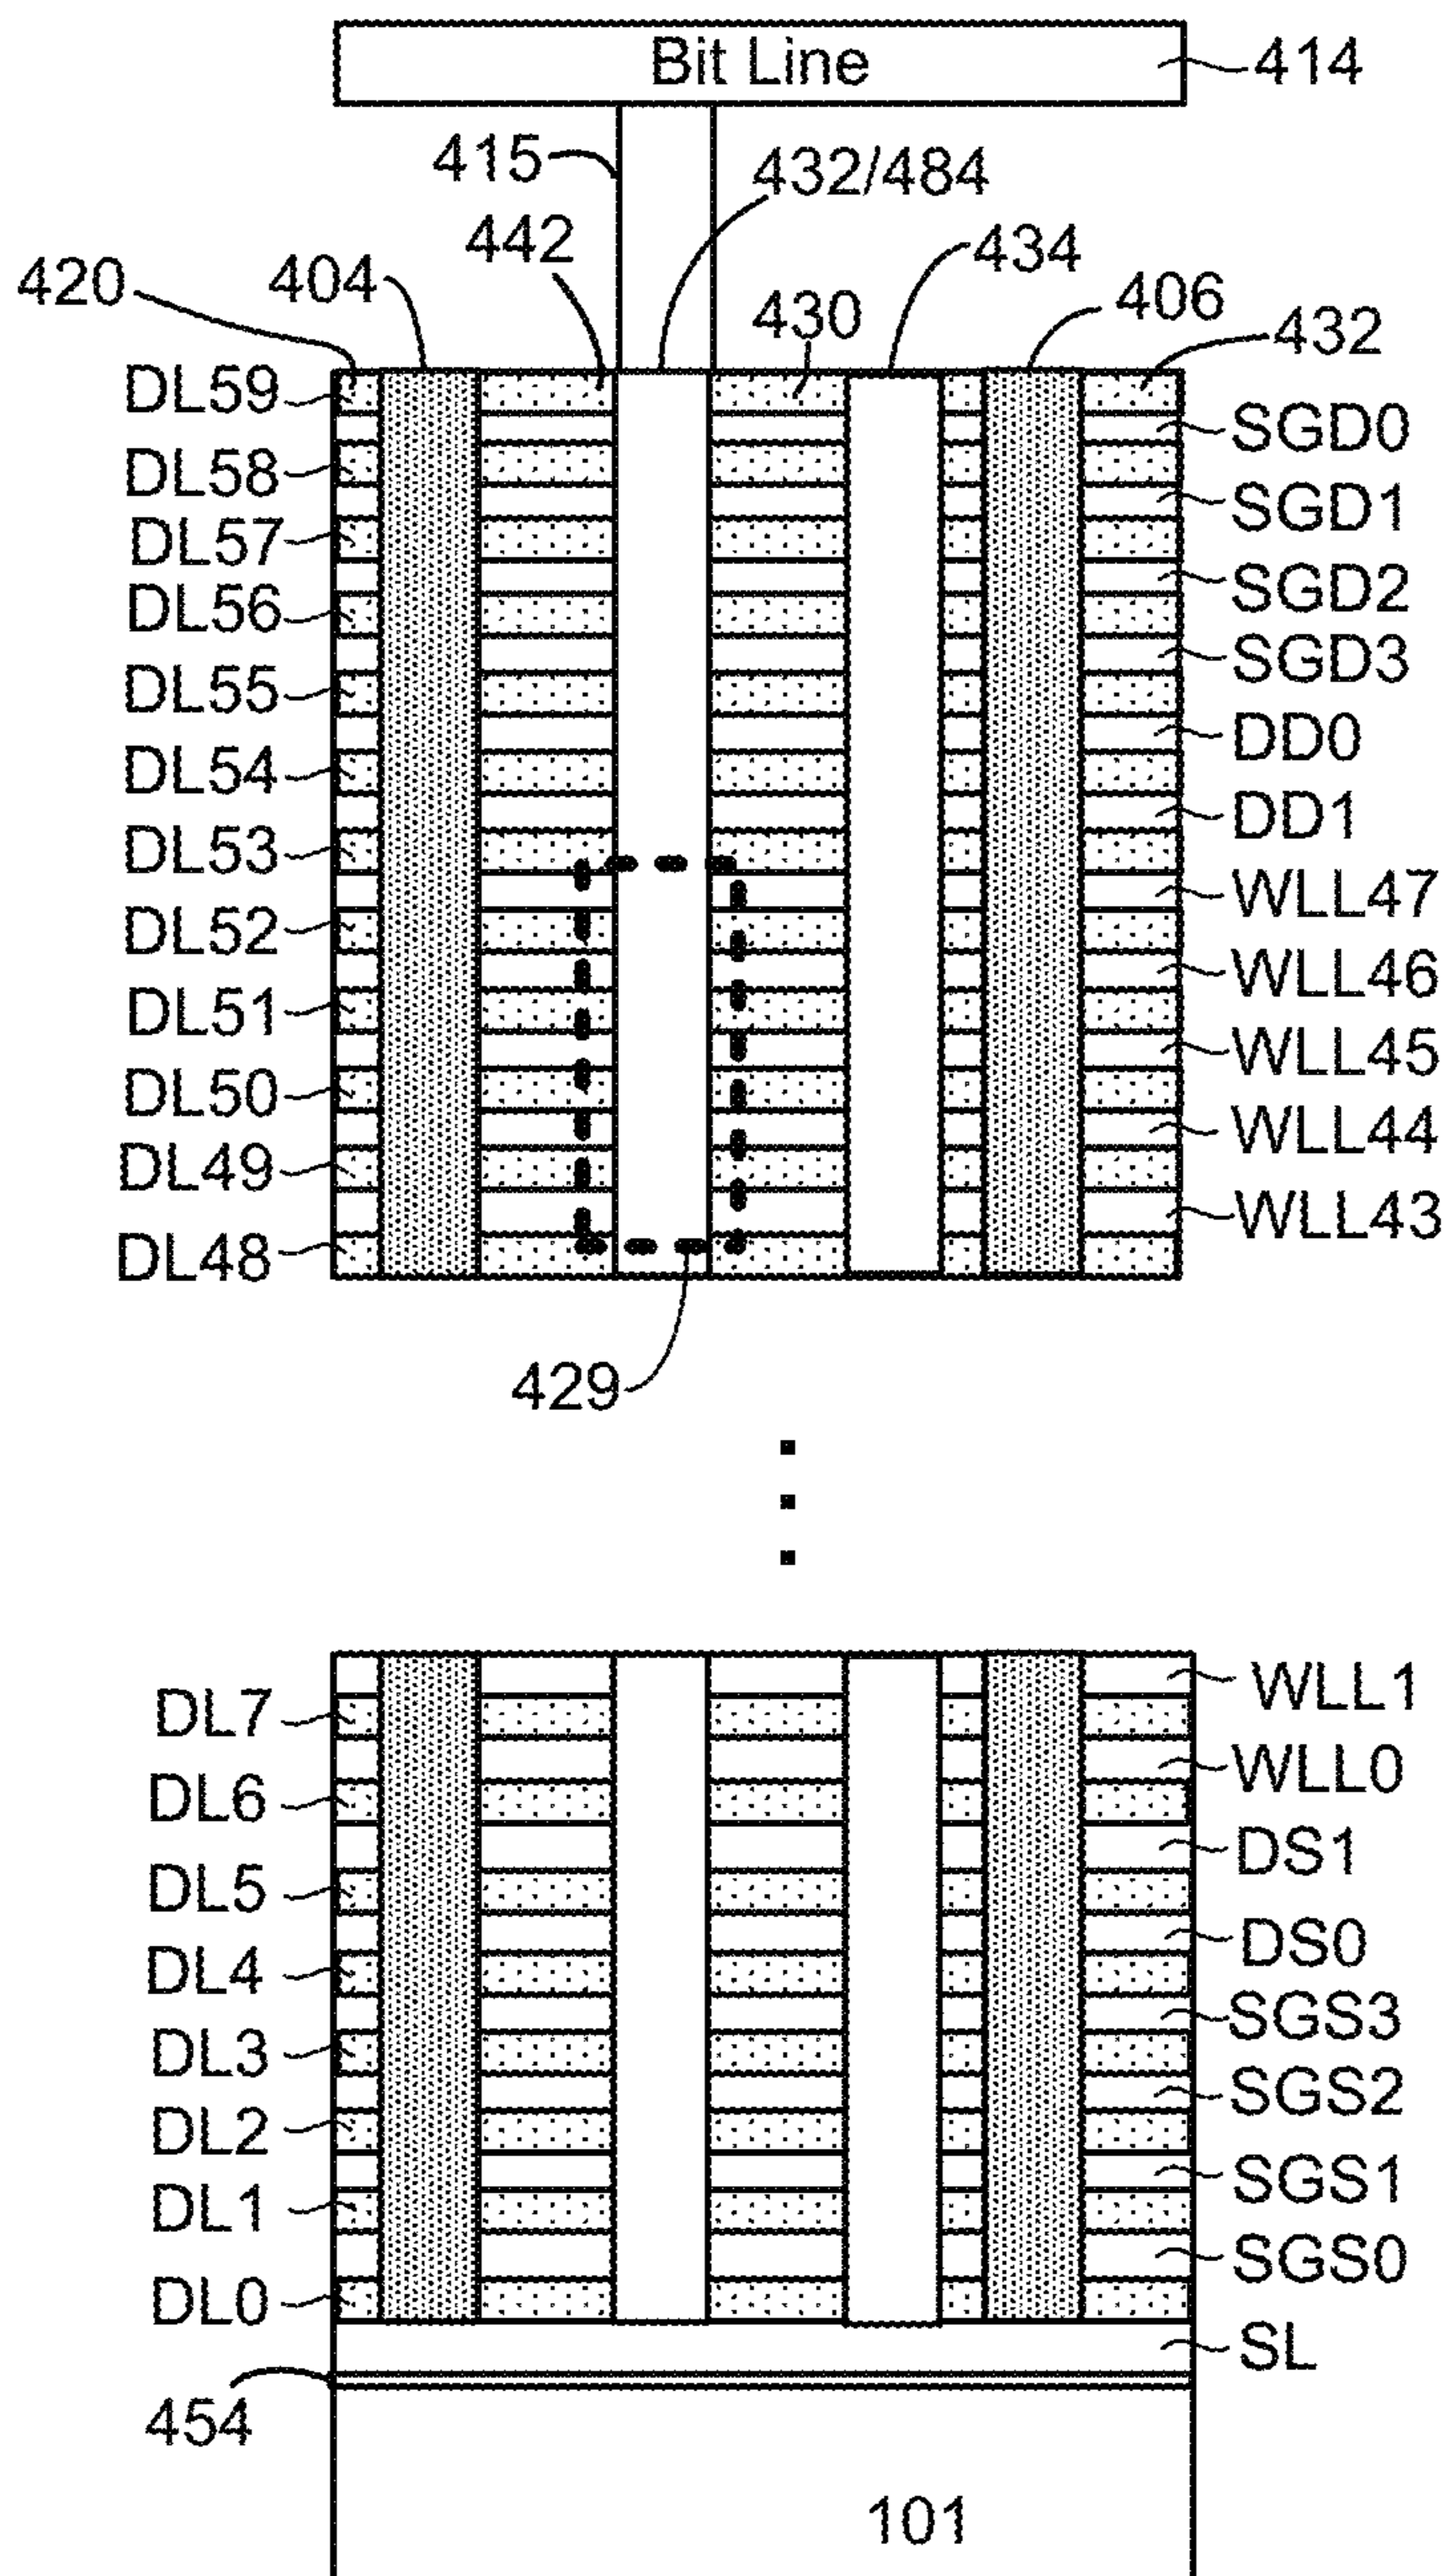 Bit Line
414
415
432/484
442
434
420
404
430
406
432
DL59
SGD0
DL58
SGD1
DL57
SGD2
DL56
SGD3
DL55
DD0
DL54
DD1
DL53
WLL47
DL52
WLL46
DL51
WLL45
DL50
WLL44
DL49
WLL43
DL48
429
WLL1
DL7
WLL0
DL6
DS1
DL5
DS0
DL4
SGS3
DL3
SGS2
DL2
SGS1
DL1
SGS0
DL0
SL
454
101